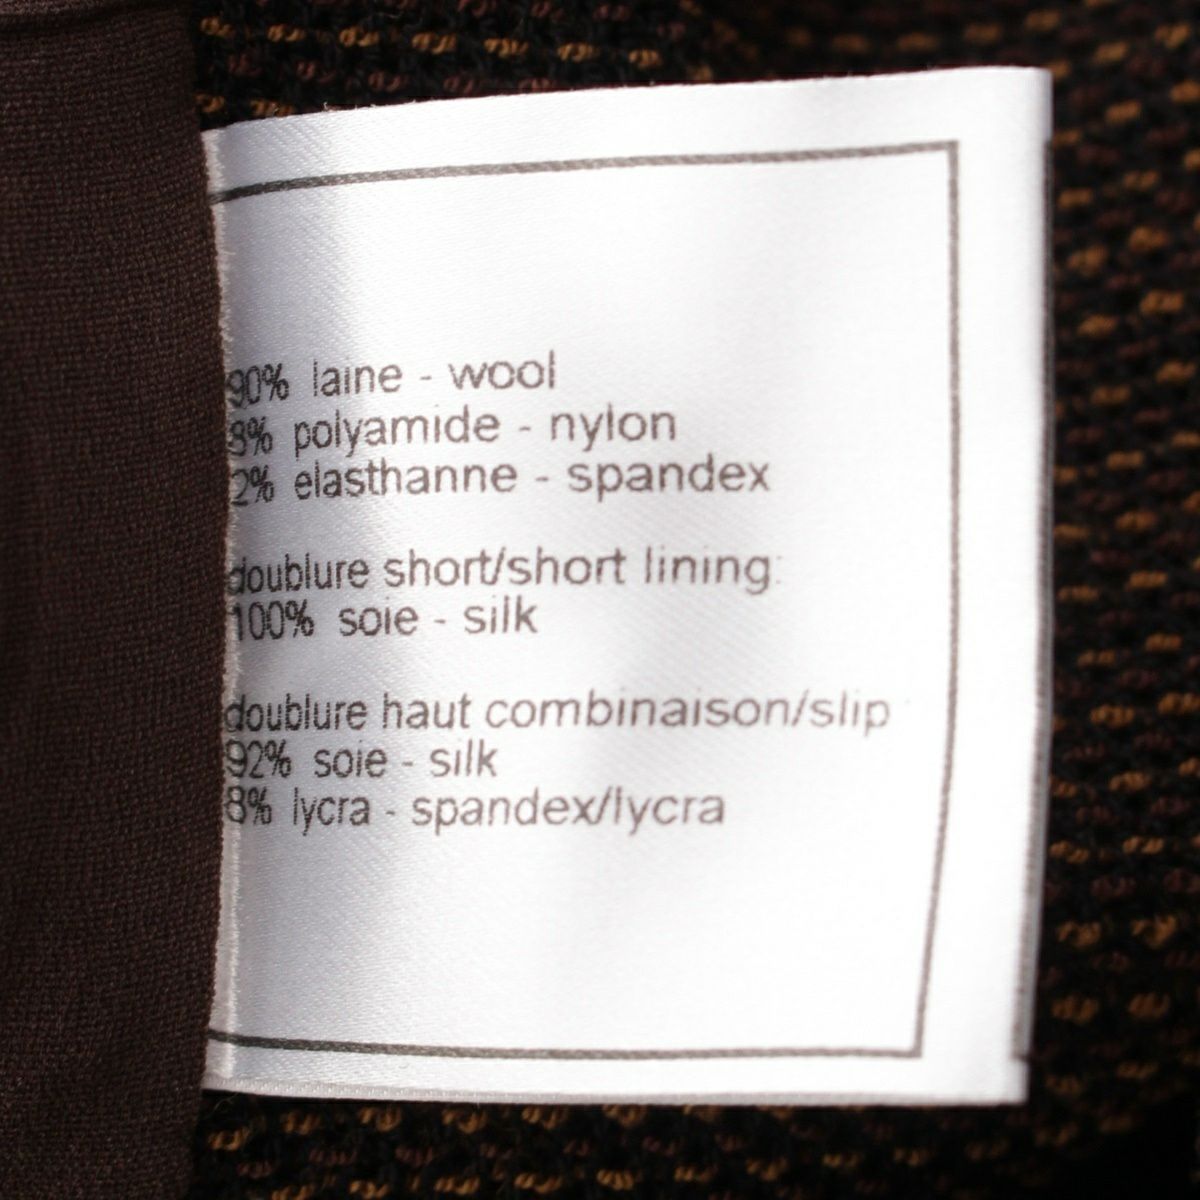 90% laine - wool
8% polyamide - nylon
2% elasthanne - spandex
doublure short/short lining:
100% soie - silk
doublure haut combinaison/slip
92% soie - silk
8% lycra - spandex/lycra